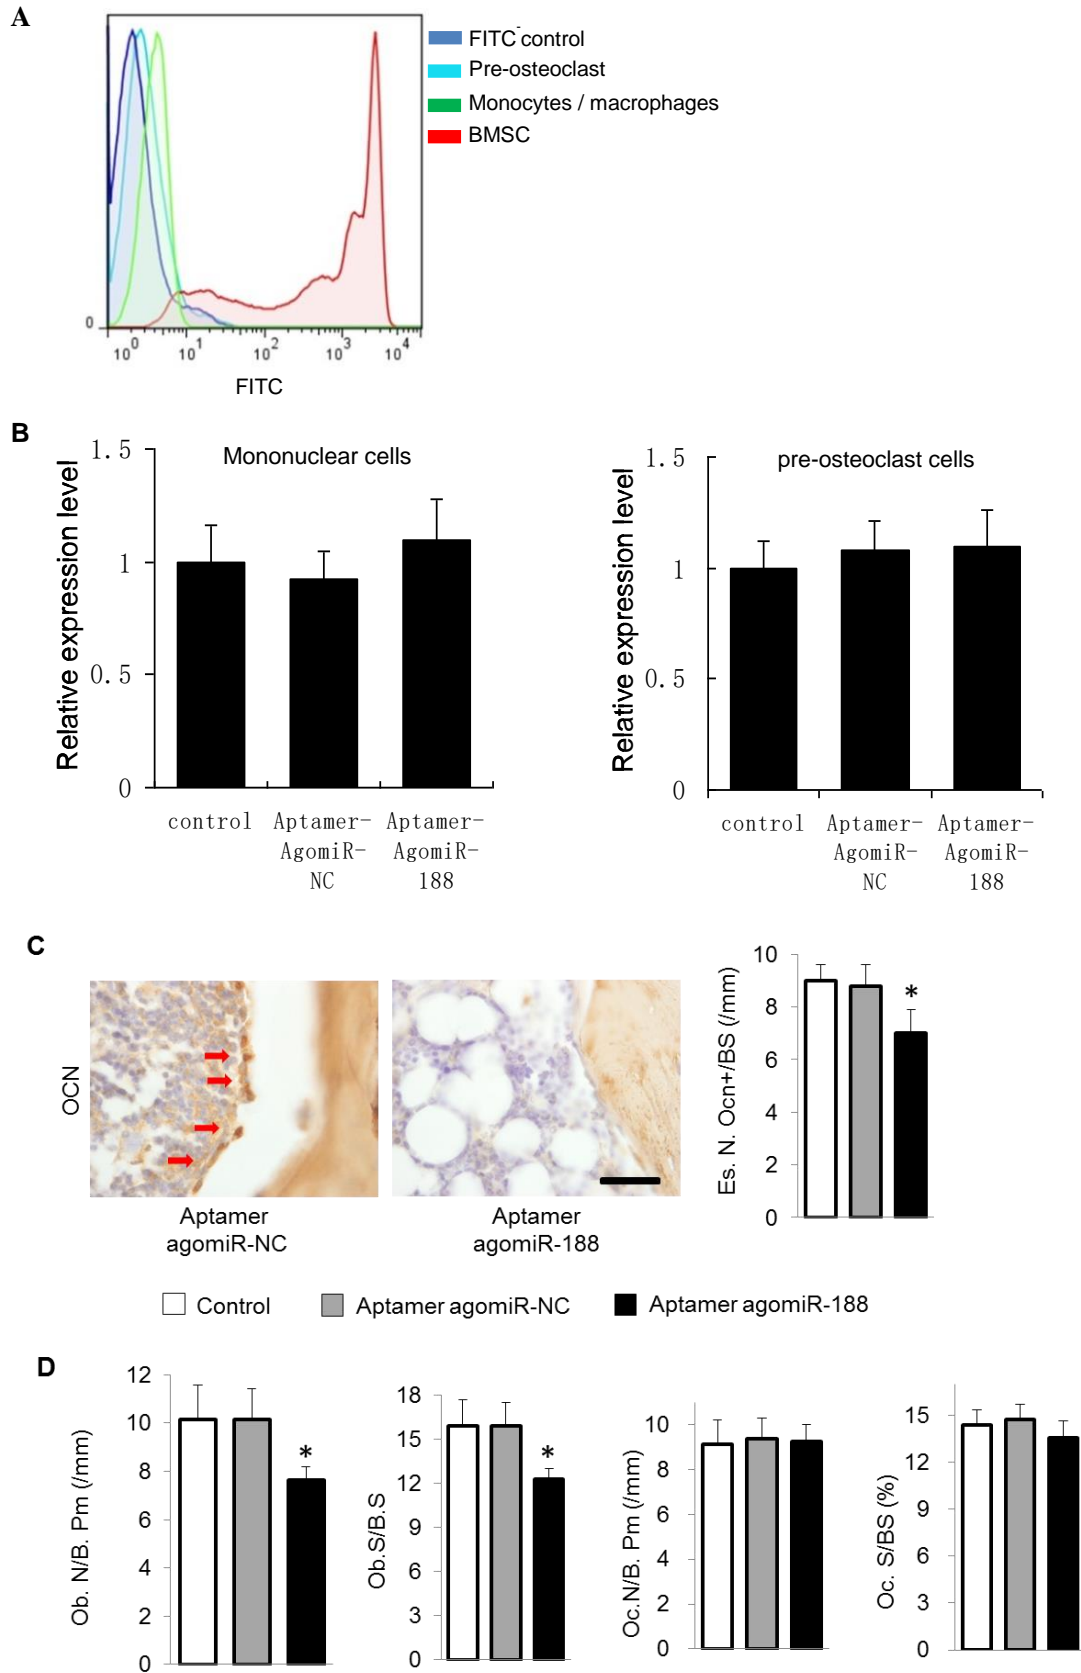 A
FITC control
Pre-osteoclast
Monocytes / macrophages
BMSC
0
10^0 10^1 10^2 10^3 10^4
FITC
B
Mononuclear cells
Relative expression level
1.5
1
0.5
0
control Aptamer- Aptamer-
AgomiR- AgomiR-
NC 188
pre-osteoclast cells
Relative expression level
1.5
1
0.5
0
control Aptamer- Aptamer-
AgomiR- AgomiR-
NC 188
C
OCN
Aptamer
agomiR-NC
Aptamer
agomiR-188
Es. N. Ocn+/BS (/mm)
10
8
6
4
2
0
*
Control Aptamer agomiR-NC Aptamer agomiR-188
D
Ob. N/B. Pm (/mm)
12
10
8
6
4
2
0
*
Ob.S/B.S
18
15
12
9
6
3
0
*
Oc.N/B. Pm (/mm)
10
8
6
4
2
0
Oc. S/BS (%)
15
12
9
6
3
0